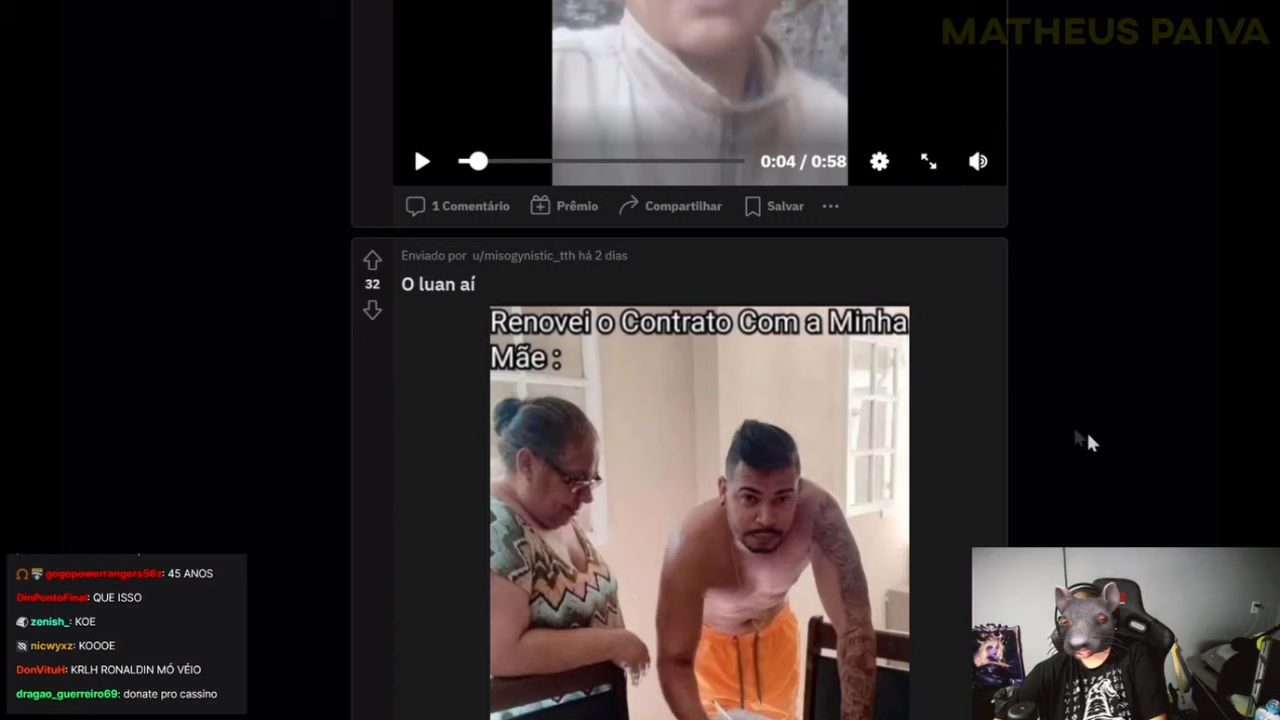 MATHEUS PAIVA
0:04 / 0:58
1 Comentário Prêmio Compartilhar Salvar
Enviado por u/misogynistic_tth há 2 dias
32
O luan aí
Renovei o Contrato Com a Minha
Mãe :
gogopowerrangers56z: 45 ANOS
DinPontoFinal: QUE ISSO
zenish_: KOE
nicwyxz: KOOOE
DonVituH: KRLH RONALDIN MÓ VÉIO
dragao_guerreiro69: donate pro cassino